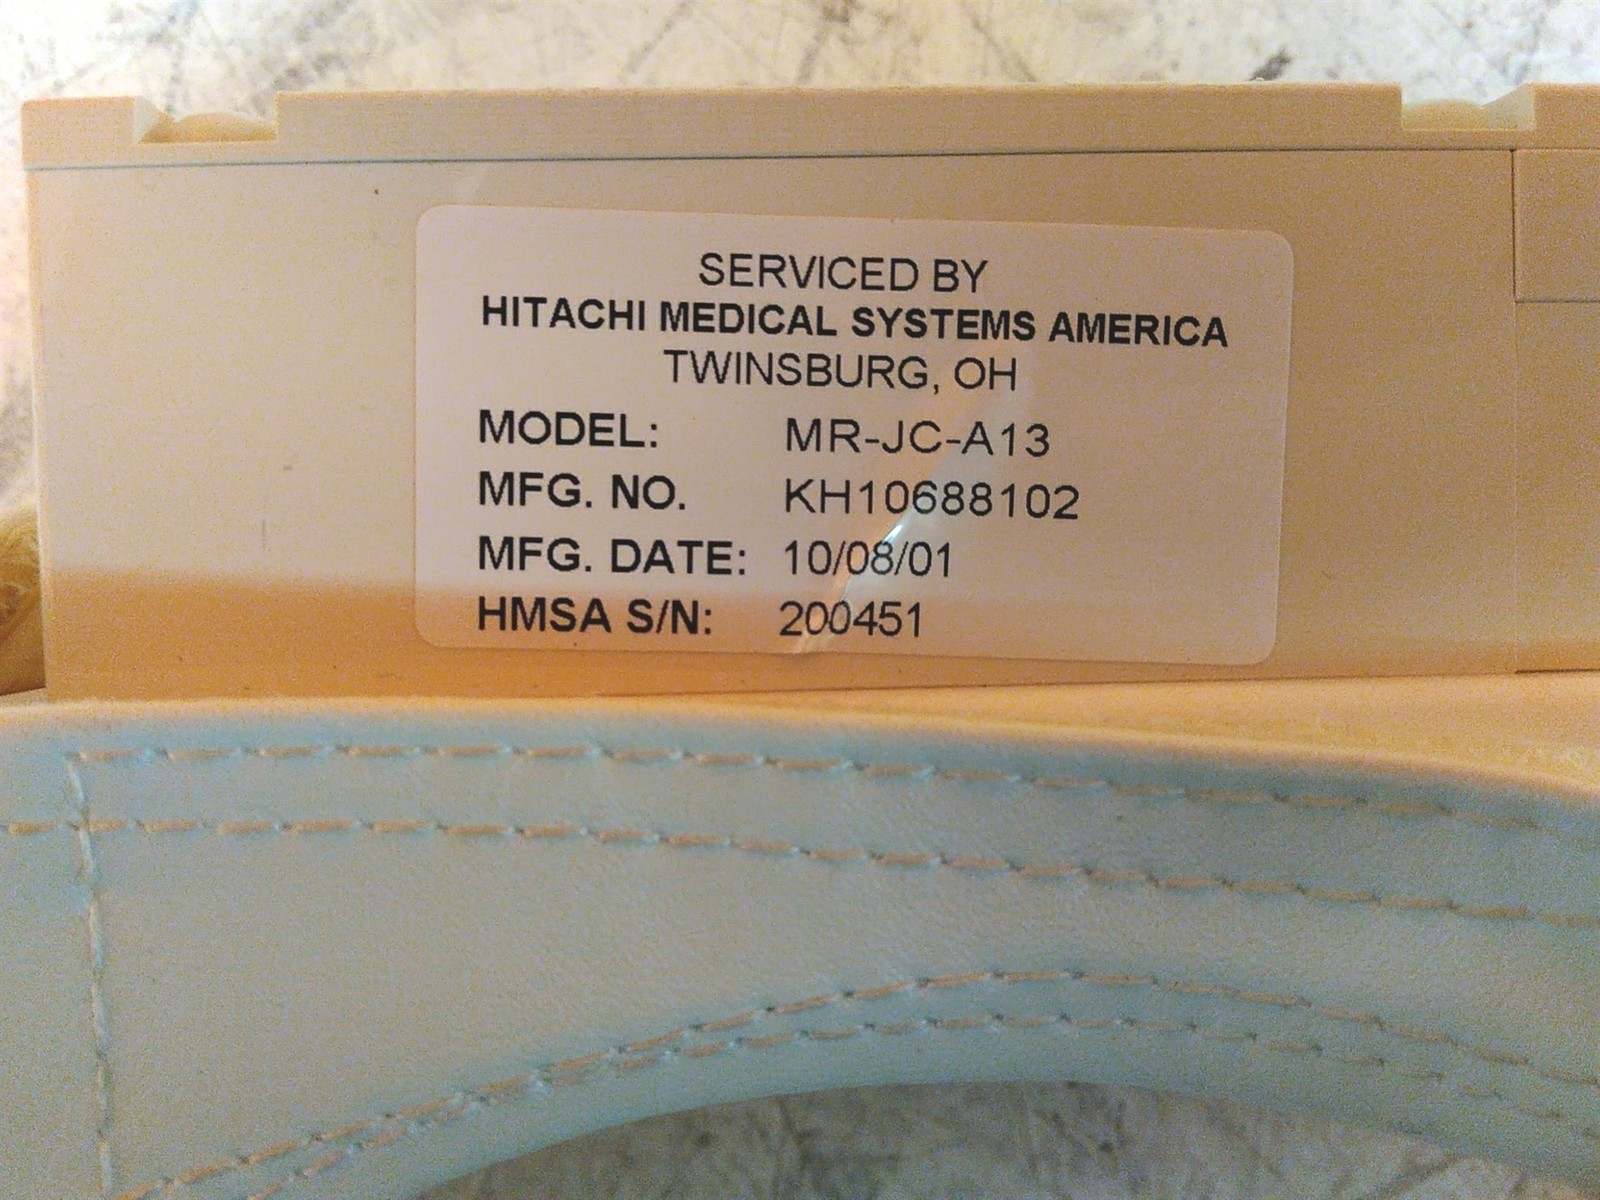 SERVICED BY
HITACHI MEDICAL SYSTEMS AMERICA
TWINSBURG, OH
MODEL: MR-JC-A13
MFG. NO. KH10688102
MFG. DATE: 10/08/01
HMSA S/N: 200451